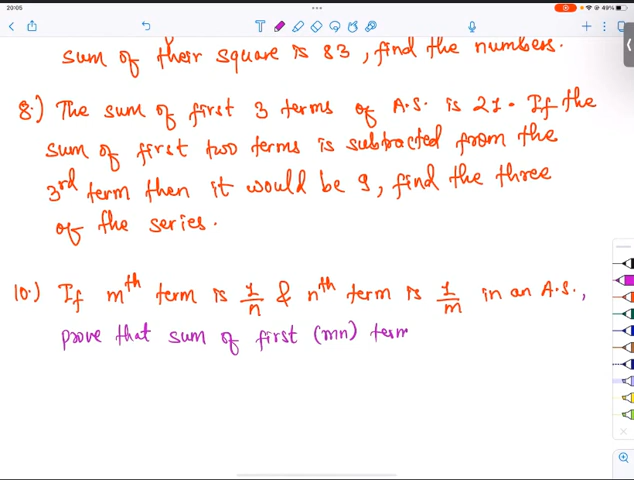 20:05
49%
sum of their square is 83, find the numbers.
8.) The sum of first 3 terms of A.S. is 21. If the
sum of first two terms is subtracted from the
3rd term then it would be 9, find the three
of the series.
10.) If mth term is 1/n & nth term is 1/m in an A.S.,
prove that sum of first (mn) term